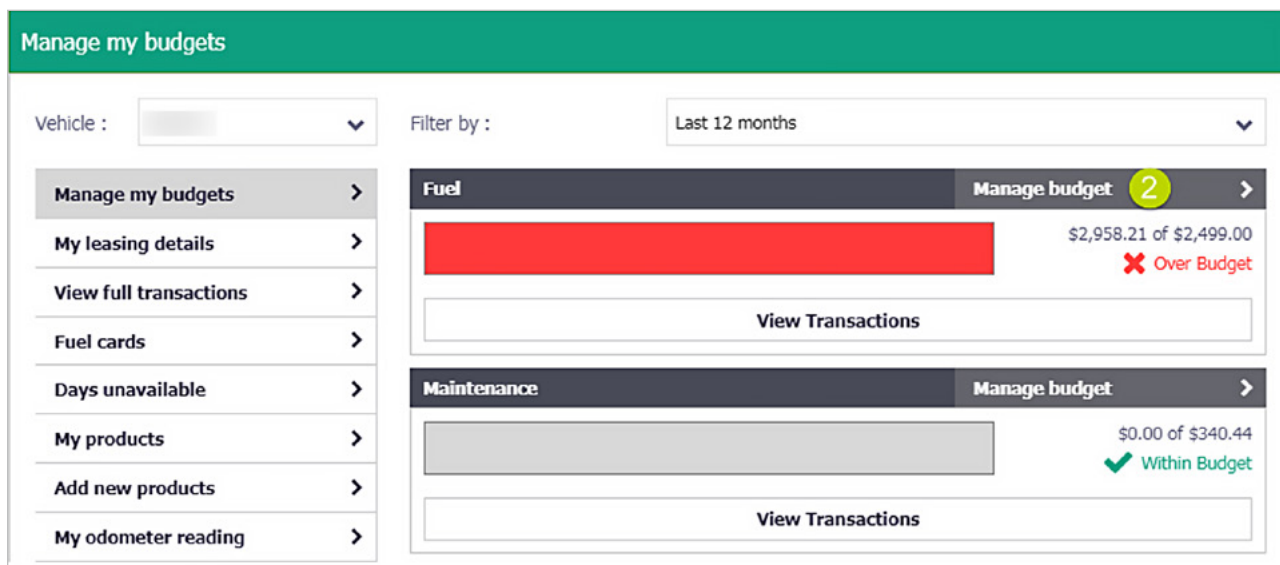 Manage my budgets
Vehicle :
Filter by :
Last 12 months
Manage my budgets
My leasing details
View full transactions
Fuel cards
Days unavailable
My products
Add new products
My odometer reading
Fuel
Manage budget 2
$2,958.21 of $2,499.00
Over Budget
View Transactions
Maintenance
Manage budget
$0.00 of $340.44
Within Budget
View Transactions